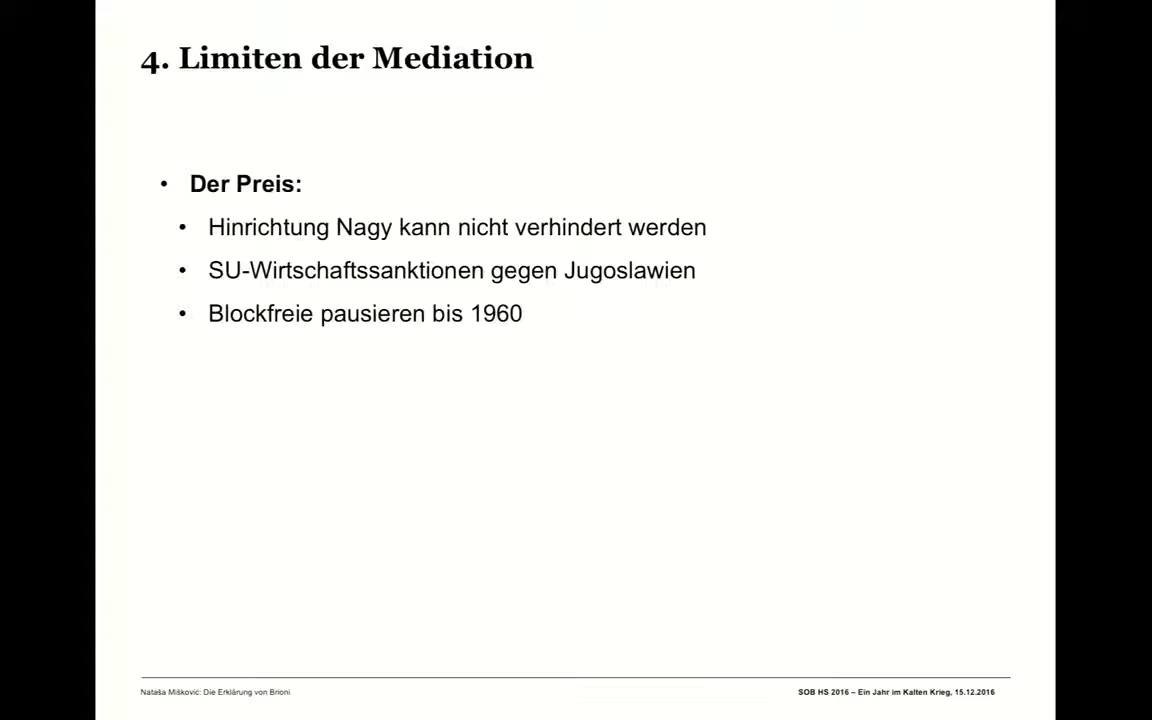 4. Limiten der Mediation
• Der Preis:
• Hinrichtung Nagy kann nicht verhindert werden
• SU-Wirtschaftssanktionen gegen Jugoslawien
• Blockfreie pausieren bis 1960
Nataša Mišković: Die Erklärung von Brioni
SOB HS 2016 – Ein Jahr im Kalten Krieg, 15.12.2016